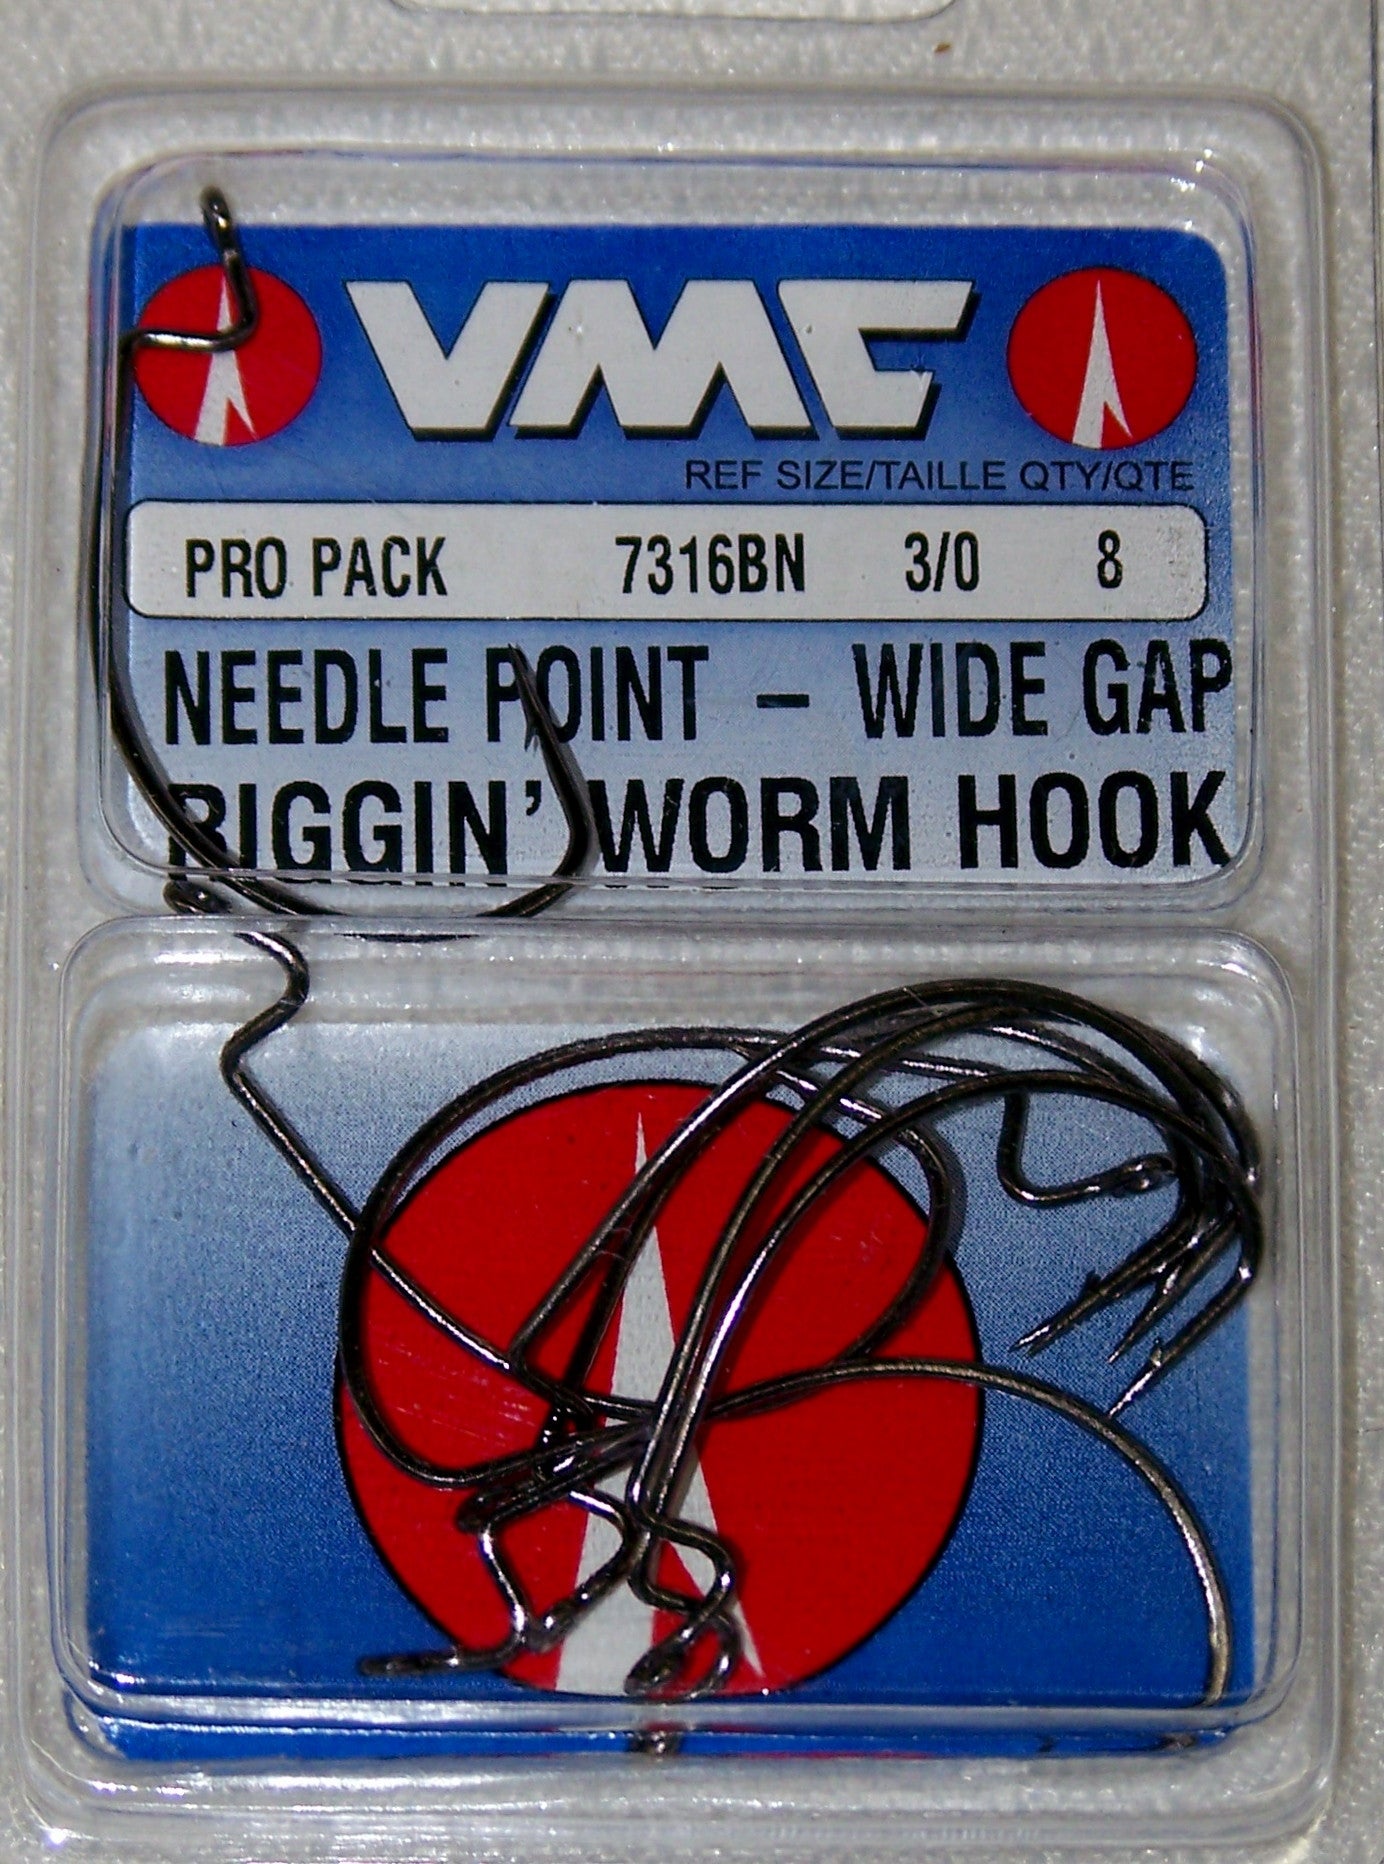 VMC
REF SIZE/TAILLE QTY/QTE
PRO PACK 7316BN 3/0 8
NEEDLE POINT – WIDE GAP
RIGGIN' WORM HOOK